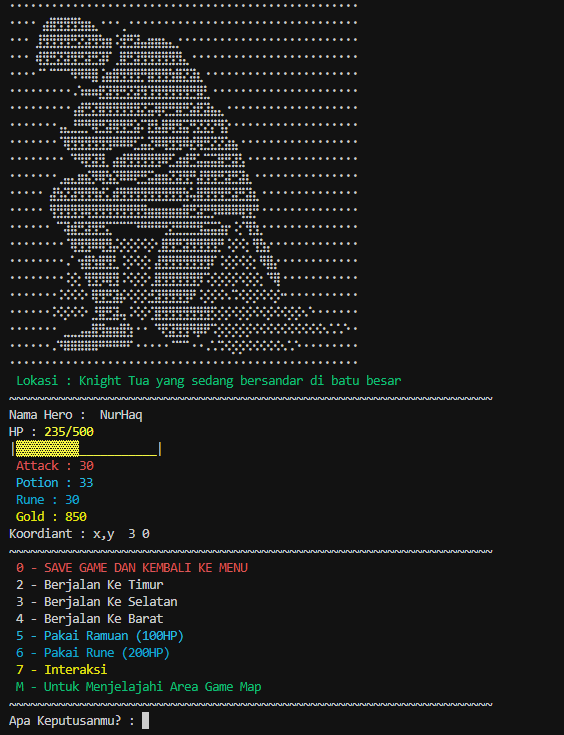 Lokasi : Knight Tua yang sedang bersandar di batu besar
~~~~~~~~~~~~~~~~~~~~~~~~~~~~~~~~~~~~~~~~~~~~~~~~~~~~~~~~~~~~~~~~~~~~~
Nama Hero :  NurHaq
HP : 235/500
|▒▒▒▒▒▒▒▒▒___________|
Attack : 30
Potion : 33
Rune : 30
Gold : 850
Koordiant : x,y  3 0
~~~~~~~~~~~~~~~~~~~~~~~~~~~~~~~~~~~~~~~~~~~~~~~~~~~~~~~~~~~~~~~~~~~~~
0 - SAVE GAME DAN KEMBALI KE MENU
2 - Berjalan Ke Timur
3 - Berjalan Ke Selatan
4 - Berjalan Ke Barat
5 - Pakai Ramuan (100HP)
6 - Pakai Rune (200HP)
7 - Interaksi
M - Untuk Menjelajahi Area Game Map
~~~~~~~~~~~~~~~~~~~~~~~~~~~~~~~~~~~~~~~~~~~~~~~~~~~~~~~~~~~~~~~~~~~~~
Apa Keputusanmu? :